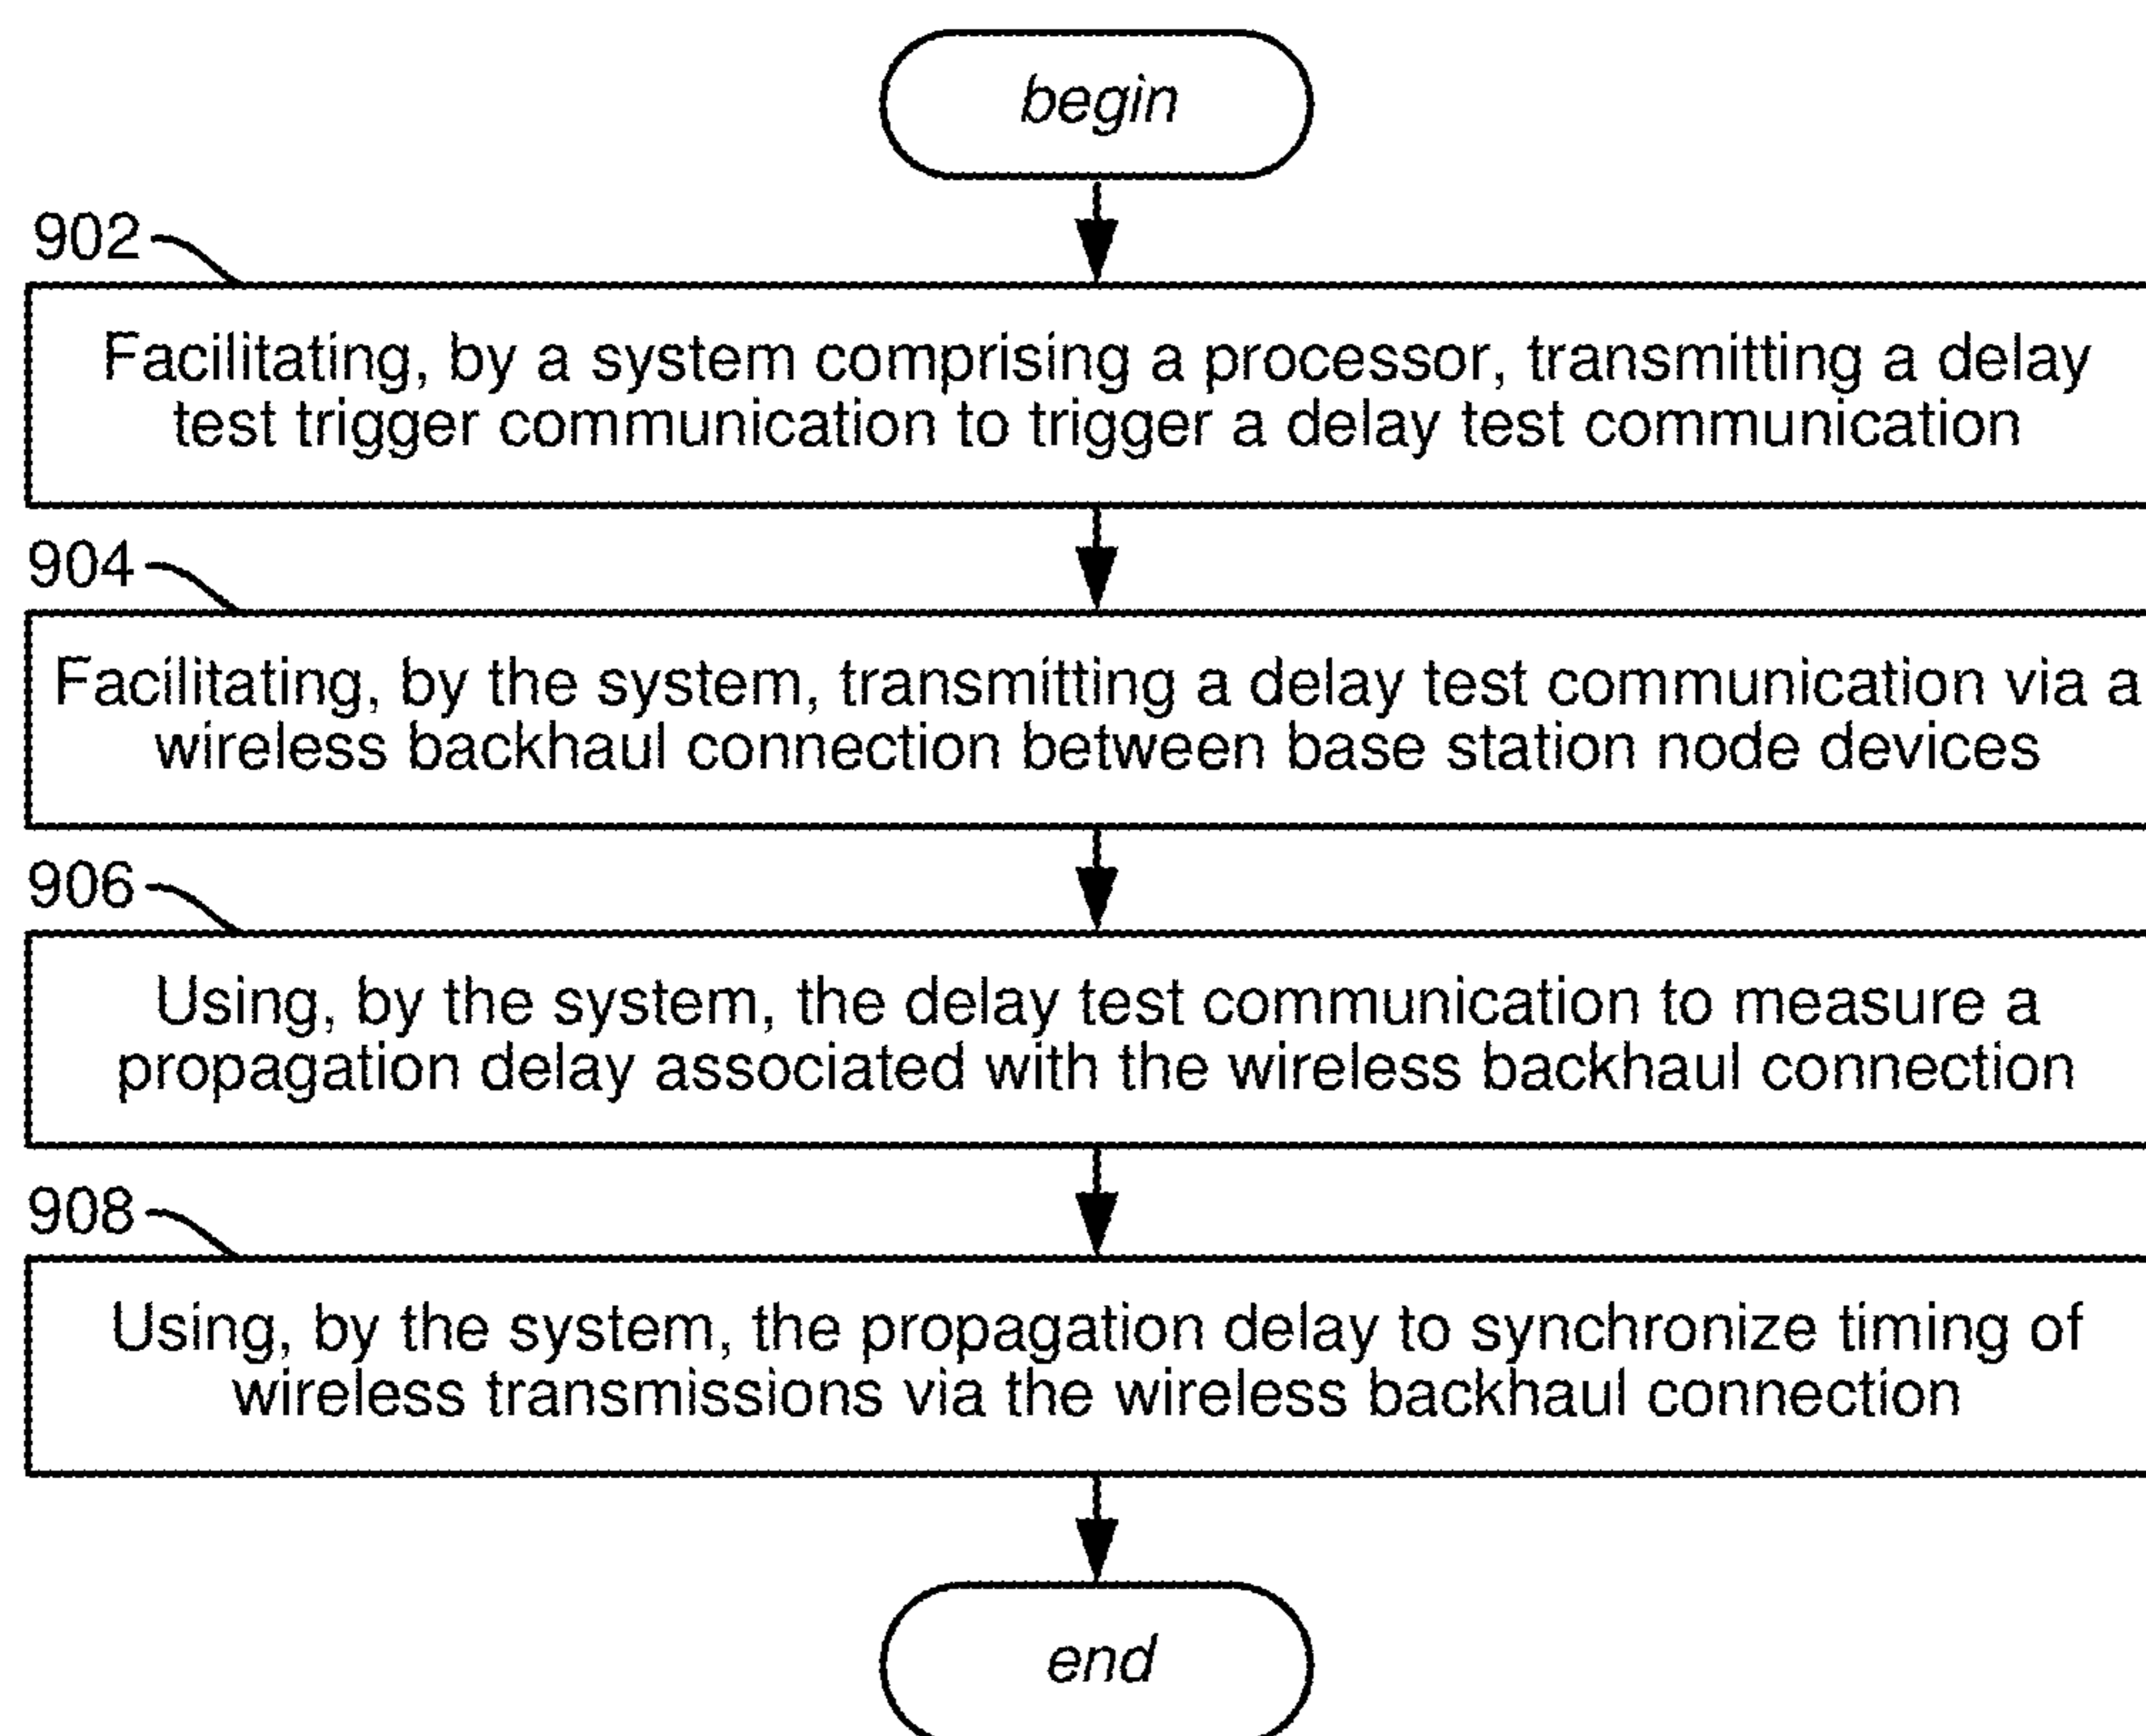 begin
902
Facilitating, by a system comprising a processor, transmitting a delay
test trigger communication to trigger a delay test communication
904
Facilitating, by the system, transmitting a delay test communication via a
wireless backhaul connection between base station node devices
906
Using, by the system, the delay test communication to measure a
propagation delay associated with the wireless backhaul connection
908
Using, by the system, the propagation delay to synchronize timing of
wireless transmissions via the wireless backhaul connection
end